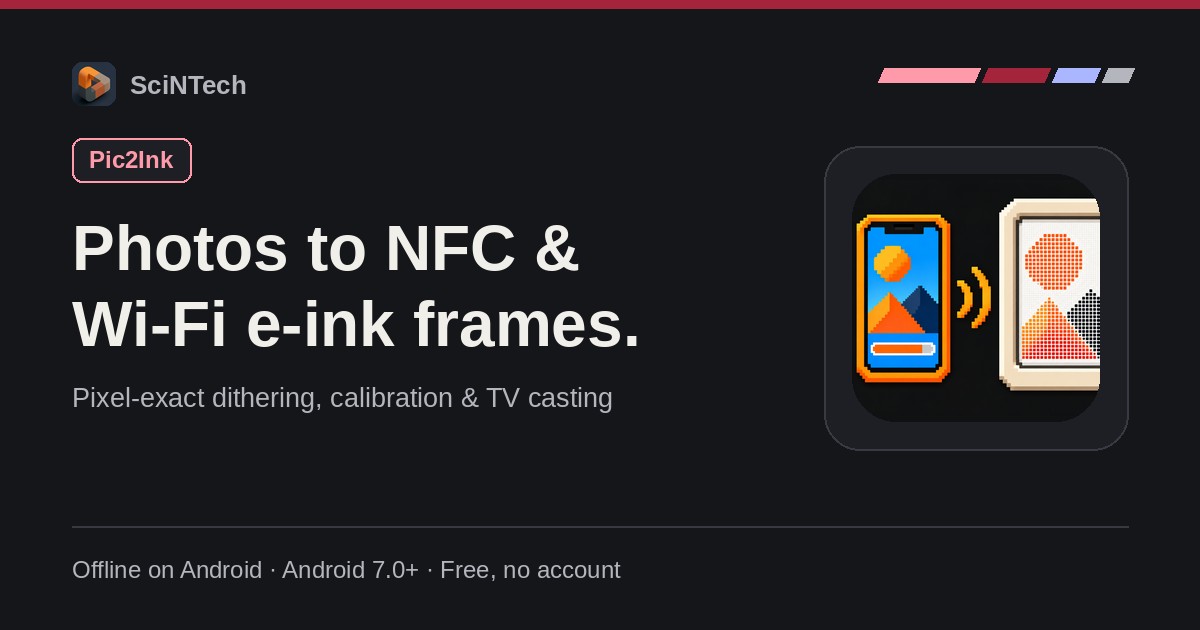 SciNTech
Pic2Ink
Photos to NFC &
Wi-Fi e-ink frames.
Pixel-exact dithering, calibration & TV casting
Offline on Android · Android 7.0+ · Free, no account